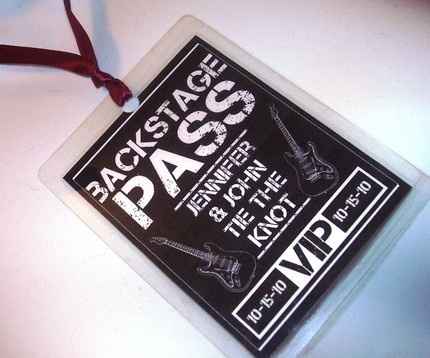 BACKSTAGE
PASS
JENNIFER
& JOHN
TIE THE
KNOT
10-15-10 VIP 10-15-10